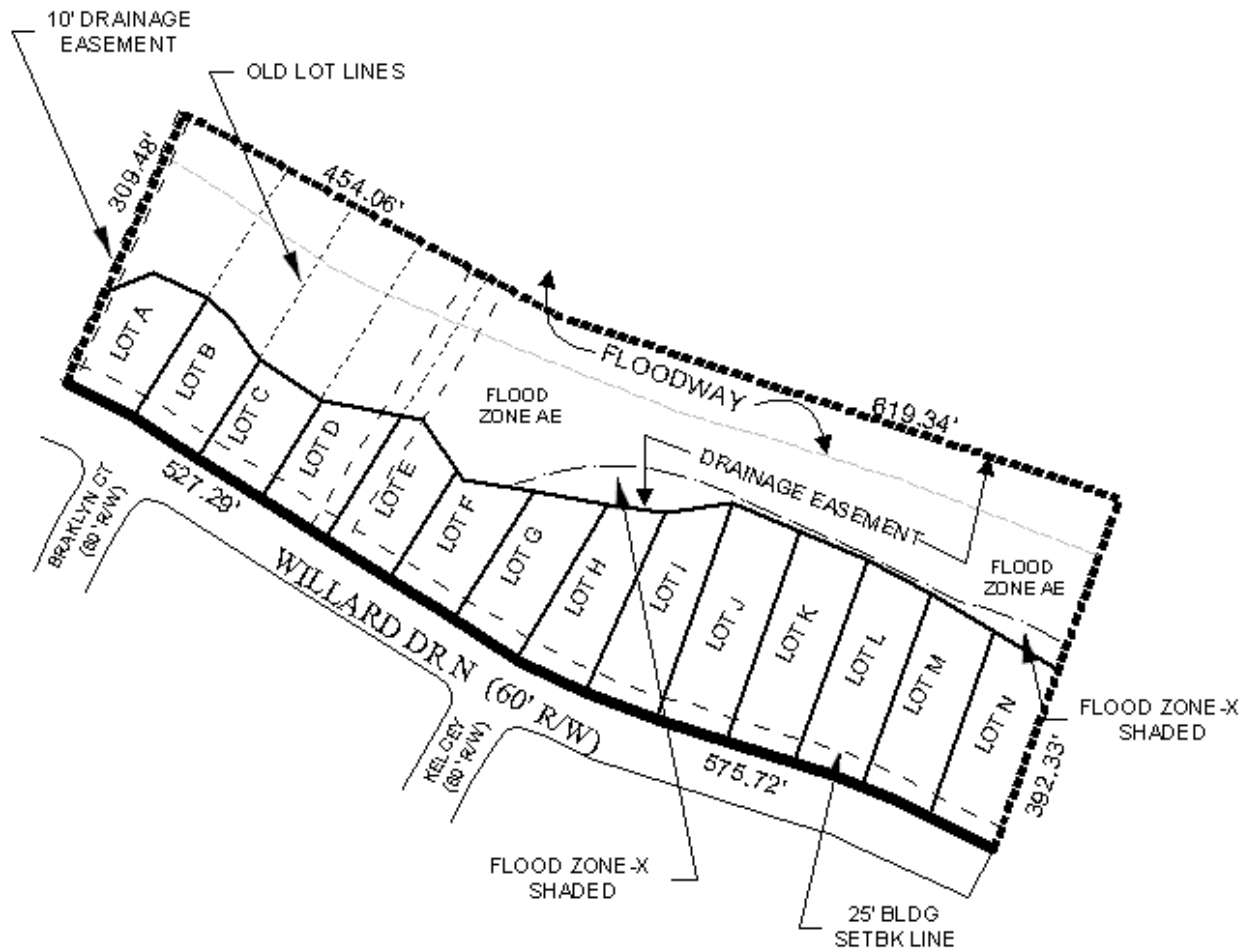 10' DRAINAGE
EASEMENT
OLD LOT LINES
309.48'
454.06'
FLOODWAY
619.34'
FLOOD
ZONE AE
DRAINAGE EASEMENT
FLOOD
ZONE AE
LOT A
LOT B
LOT C
LOT D
LOT E
LOT F
LOT G
LOT H
LOT I
LOT J
LOT K
LOT L
LOT M
LOT N
527.29'
BRAKLYN CT
(60' R/W)
WILLARD DR N (60' R/W)
KELCEY
(60' R/W)
575.72'
392.33'
FLOOD ZONE-X
SHADED
FLOOD ZONE-X
SHADED
25' BLDG
SETBK LINE